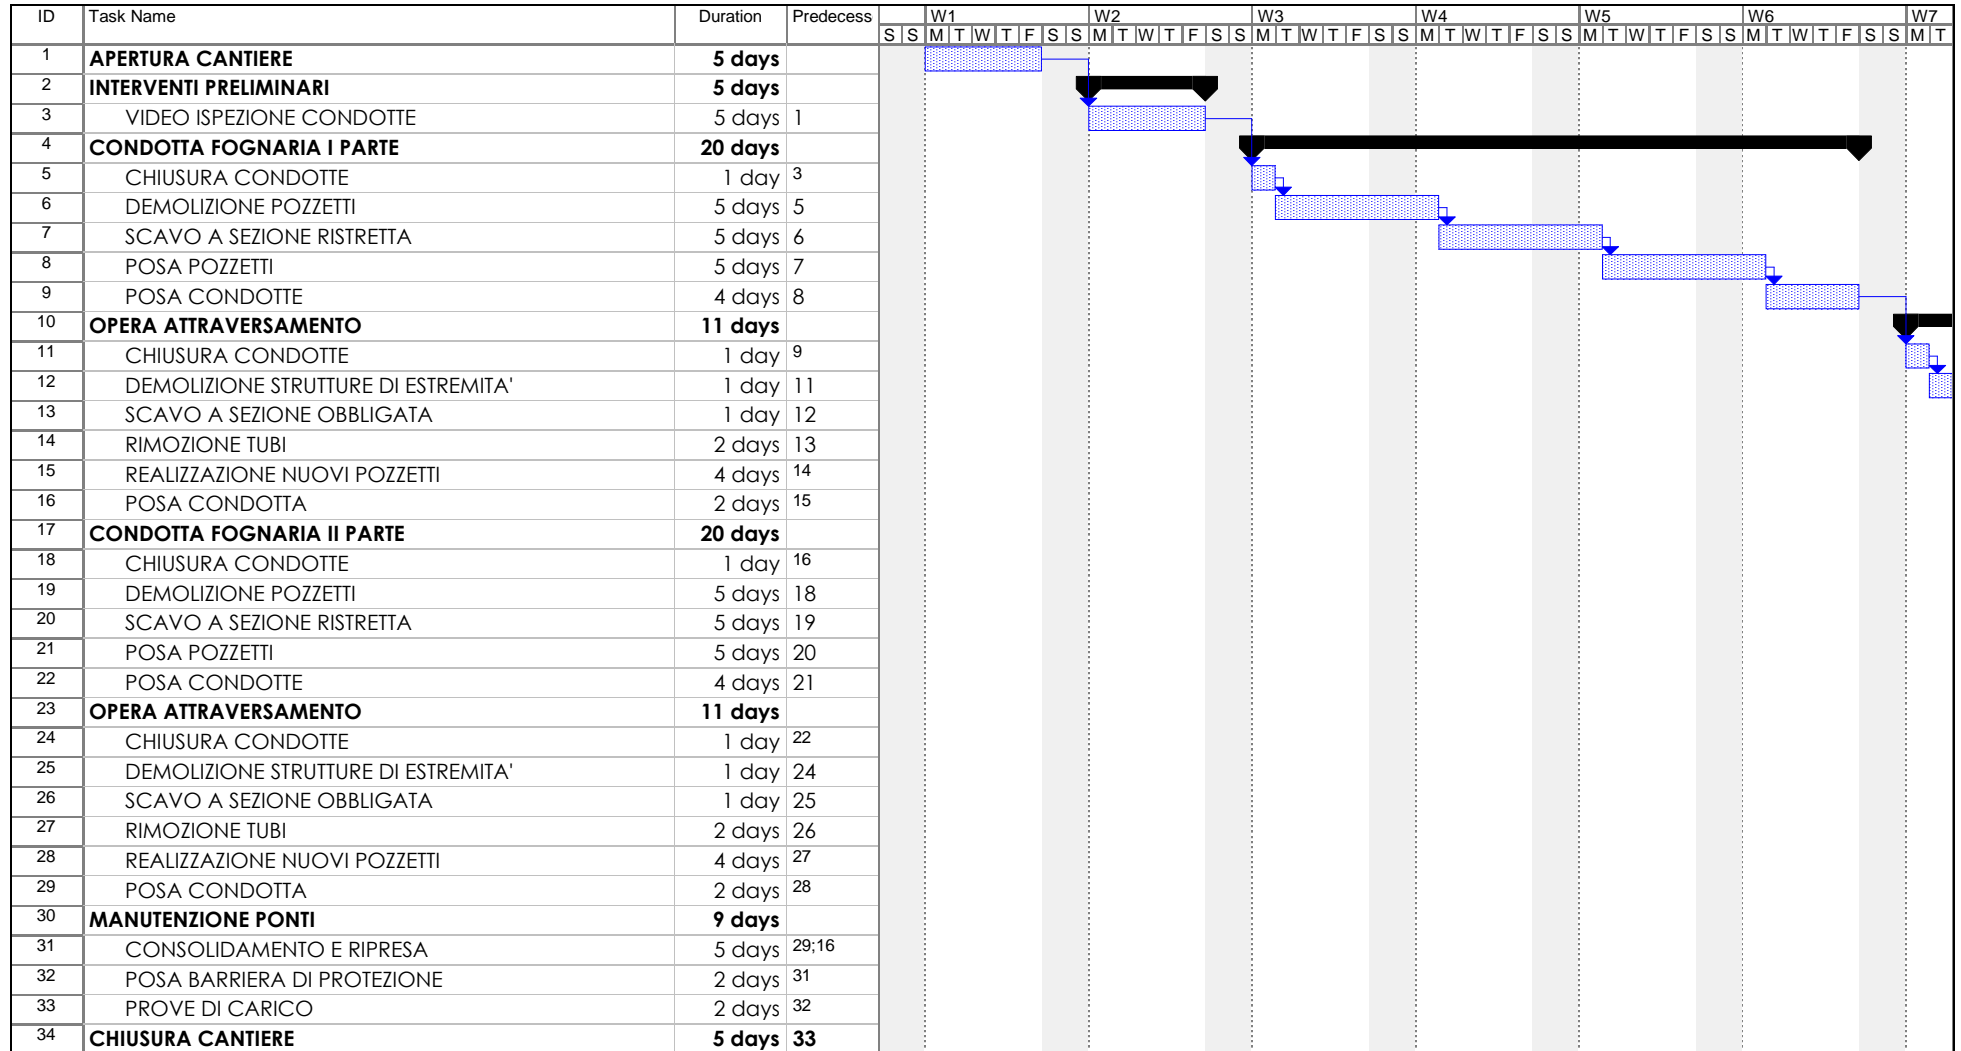 ID Task Name Duration Predecess W1 W2 W3 W4 W5 W6 W7
S S M T W T F S S M T W T F S S M T W T F S S M T W T F S S M T W T F S S M T W T F S S M T
1 APERTURA CANTIERE 5 days
2 INTERVENTI PRELIMINARI 5 days
3 VIDEO ISPEZIONE CONDOTTE 5 days 1
4 CONDOTTA FOGNARIA I PARTE 20 days
5 CHIUSURA CONDOTTE 1 day 3
6 DEMOLIZIONE POZZETTI 5 days 5
7 SCAVO A SEZIONE RISTRETTA 5 days 6
8 POSA POZZETTI 5 days 7
9 POSA CONDOTTE 4 days 8
10 OPERA ATTRAVERSAMENTO 11 days
11 CHIUSURA CONDOTTE 1 day 9
12 DEMOLIZIONE STRUTTURE DI ESTREMITA' 1 day 11
13 SCAVO A SEZIONE OBBLIGATA 1 day 12
14 RIMOZIONE TUBI 2 days 13
15 REALIZZAZIONE NUOVI POZZETTI 4 days 14
16 POSA CONDOTTA 2 days 15
17 CONDOTTA FOGNARIA II PARTE 20 days
18 CHIUSURA CONDOTTE 1 day 16
19 DEMOLIZIONE POZZETTI 5 days 18
20 SCAVO A SEZIONE RISTRETTA 5 days 19
21 POSA POZZETTI 5 days 20
22 POSA CONDOTTE 4 days 21
23 OPERA ATTRAVERSAMENTO 11 days
24 CHIUSURA CONDOTTE 1 day 22
25 DEMOLIZIONE STRUTTURE DI ESTREMITA' 1 day 24
26 SCAVO A SEZIONE OBBLIGATA 1 day 25
27 RIMOZIONE TUBI 2 days 26
28 REALIZZAZIONE NUOVI POZZETTI 4 days 27
29 POSA CONDOTTA 2 days 28
30 MANUTENZIONE PONTI 9 days
31 CONSOLIDAMENTO E RIPRESA 5 days 29;16
32 POSA BARRIERA DI PROTEZIONE 2 days 31
33 PROVE DI CARICO 2 days 32
34 CHIUSURA CANTIERE 5 days 33